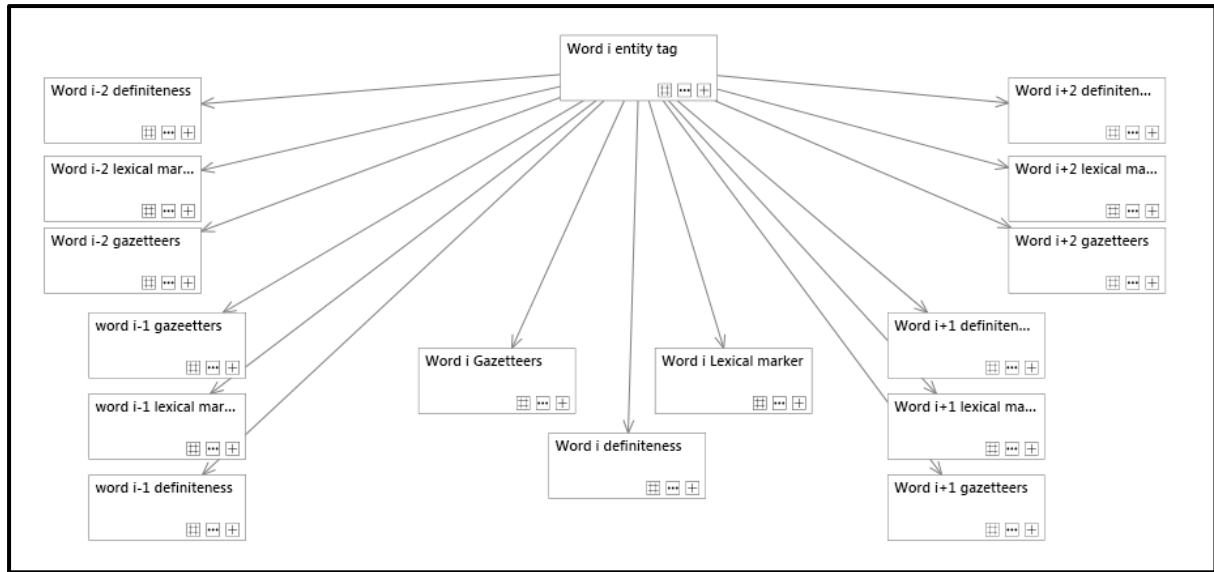 Word i entity tag
Word i-2 definiteness
Word i+2 definiten...
Word i-2 lexical mar...
Word i+2 lexical ma...
Word i-2 gazetteers
Word i+2 gazetteers
word i-1 gazeetters
Word i+1 definiten...
Word i Gazetteers
Word i Lexical marker
word i-1 lexical mar...
Word i+1 lexical ma...
Word i definiteness
word i-1 definiteness
Word i+1 gazetteers